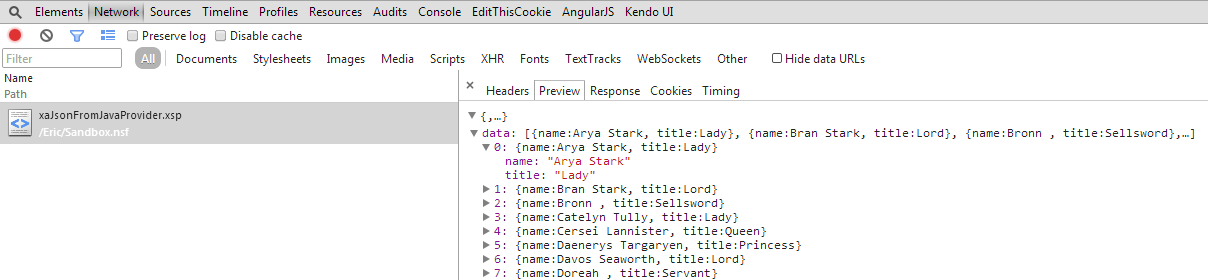 Elements Network Sources Timeline Profiles Resources Audits Console EditThisCookie AngularJS Kendo UI
Preserve log Disable cache
Filter All Documents Stylesheets Images Media Scripts XHR Fonts TextTracks WebSockets Other Hide data URLs
Name
Path
xaJsonFromJavaProvider.xsp
/Eric/Sandbox.nsf
× Headers Preview Response Cookies Timing
{,…}
data: [{name:Arya Stark, title:Lady}, {name:Bran Stark, title:Lord}, {name:Bronn , title:Sellsword},…]
0: {name:Arya Stark, title:Lady}
name: "Arya Stark"
title: "Lady"
1: {name:Bran Stark, title:Lord}
2: {name:Bronn , title:Sellsword}
3: {name:Catelyn Tully, title:Lady}
4: {name:Cersei Lannister, title:Queen}
5: {name:Daenerys Targaryen, title:Princess}
6: {name:Davos Seaworth, title:Lord}
7: {name:Doreah , title:Servant}